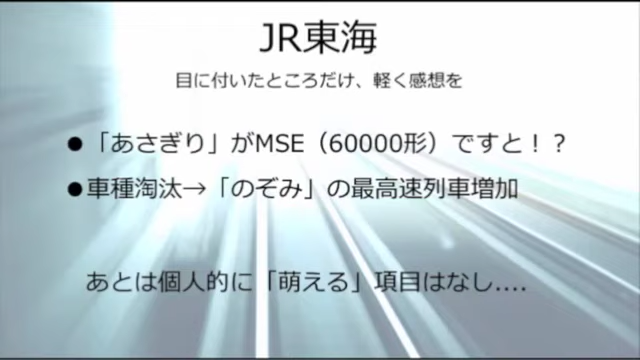 JR東海
目に付いたところだけ、軽く感想を
●「あさぎり」がMSE（60000形）ですと！？
●車種淘汰→「のぞみ」の最高速列車増加
あとは個人的に「萌える」項目はなし....